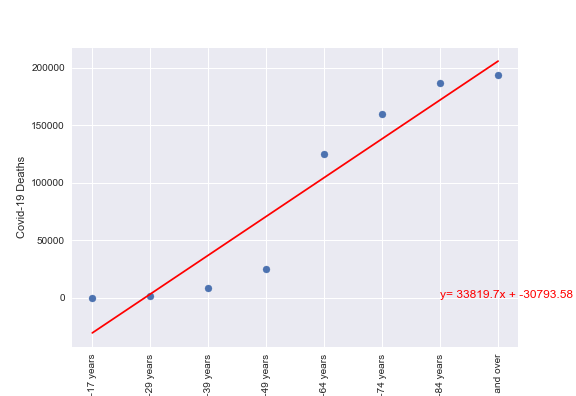 200000
150000
100000
50000
0
Covid-19 Deaths
y= 33819.7x + -30793.58
-17 years
-29 years
-39 years
-49 years
-64 years
-74 years
-84 years
and over